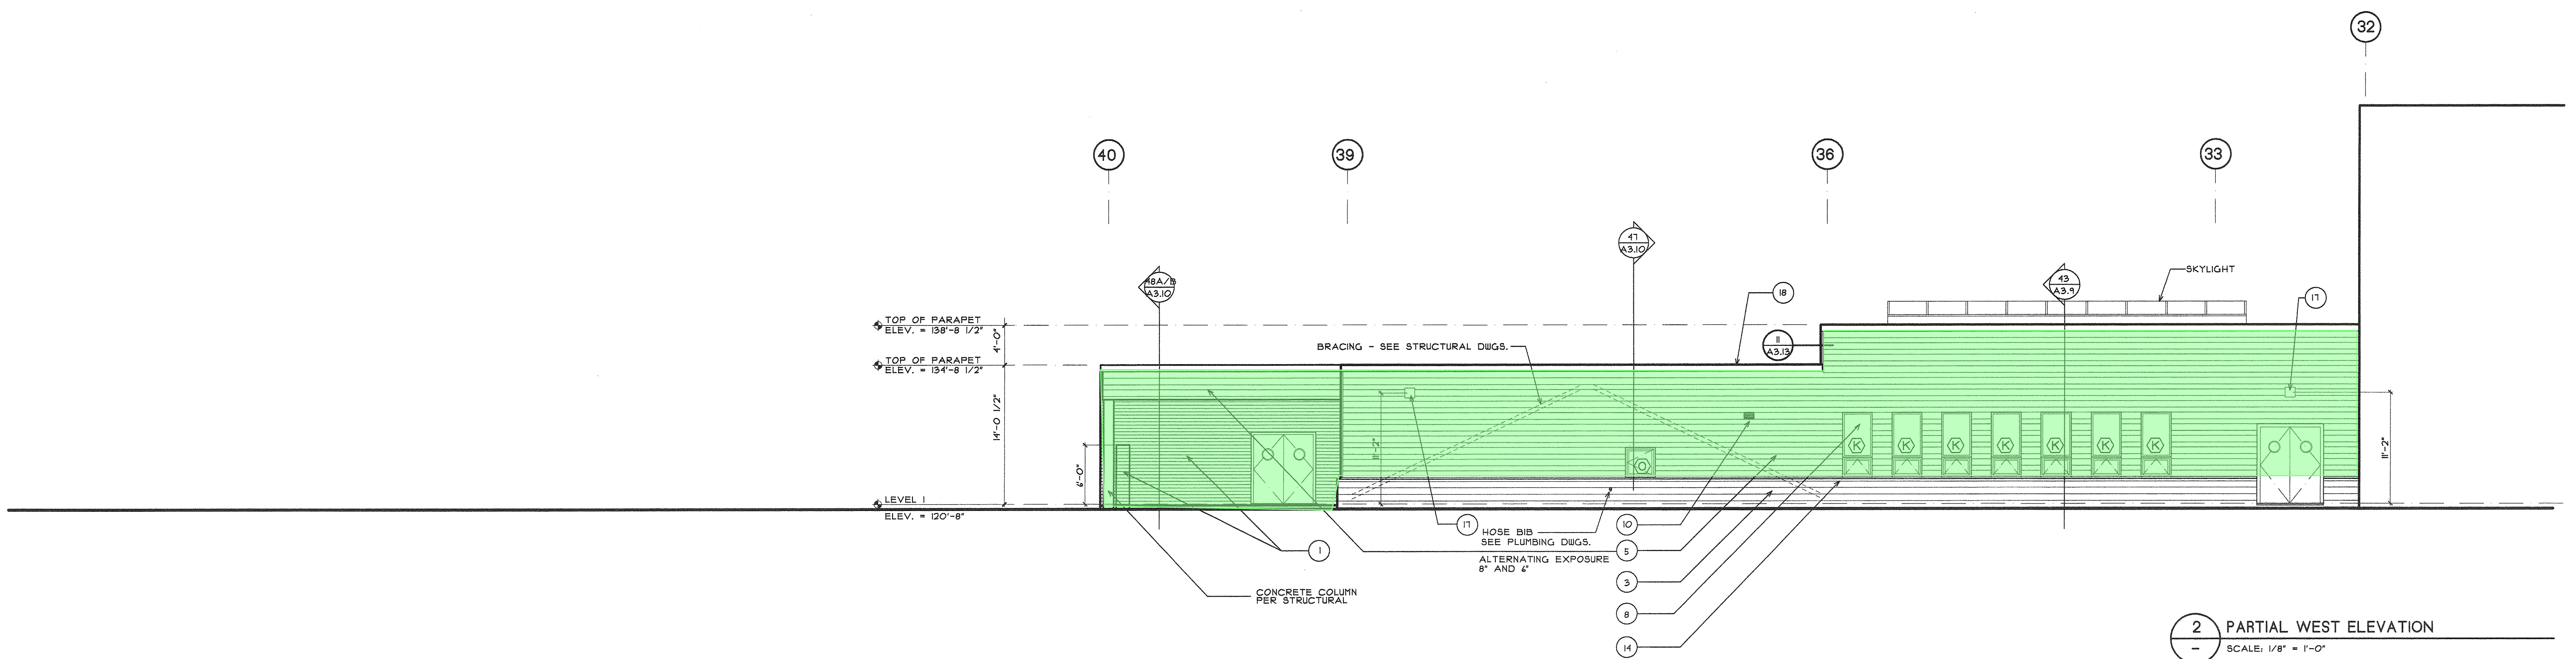 32
40
39
36
33
47
A3.10
48A/B
A3.10
43
A3.9
SKYLIGHT
18
17
TOP OF PARAPET
ELEV. = 138'-8 1/2"
4'-0"
BRACING - SEE STRUCTURAL DWGS.
11
A3.13
TOP OF PARAPET
ELEV. = 134'-8 1/2"
14'-0 1/2"
6'-0"
11'-2"
11'-2"
K
K
K
K
K
K
K
O
LEVEL 1
ELEV. = 120'-8"
17
HOSE BIB
SEE PLUMBING DWGS.
10
1
5
ALTERNATING EXPOSURE
8" AND 6"
3
CONCRETE COLUMN
PER STRUCTURAL
8
14
2
-
PARTIAL WEST ELEVATION
SCALE: 1/8" = 1'-0"